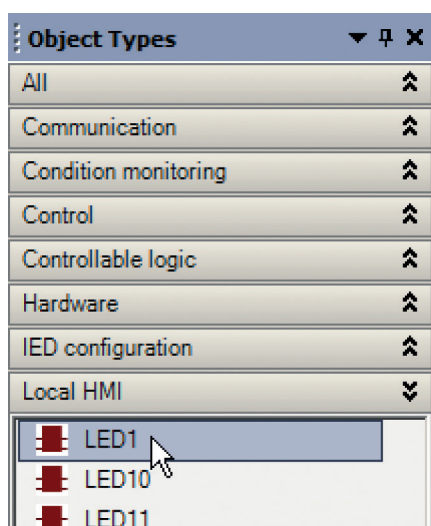 Object Types
All
Communication
Condition monitoring
Control
Controllable logic
Hardware
IED configuration
Local HMI
LED1
LED10
LED11